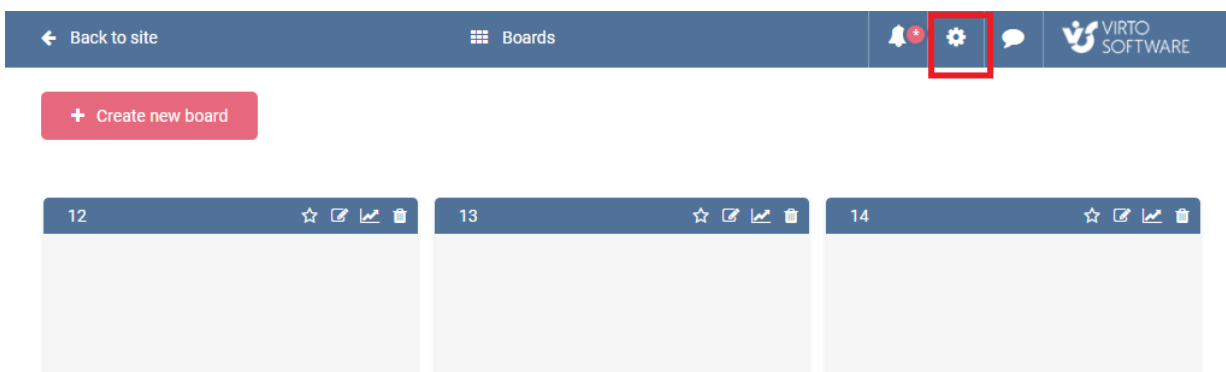 Back to site
Boards
*
VIRTO
SOFTWARE
+ Create new board
12
13
14